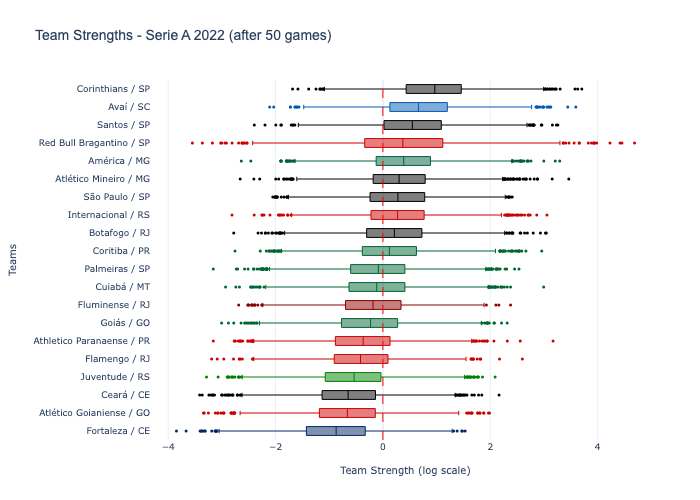 Team Strengths - Serie A 2022 (after 50 games)
Teams
Corinthians / SP
Avaí / SC
Santos / SP
Red Bull Bragantino / SP
América / MG
Atlético Mineiro / MG
São Paulo / SP
Internacional / RS
Botafogo / RJ
Coritiba / PR
Palmeiras / SP
Cuiabá / MT
Fluminense / RJ
Goiás / GO
Athletico Paranaense / PR
Flamengo / RJ
Juventude / RS
Ceará / CE
Atlético Goianiense / GO
Fortaleza / CE
−4 −2 0 2 4
Team Strength (log scale)